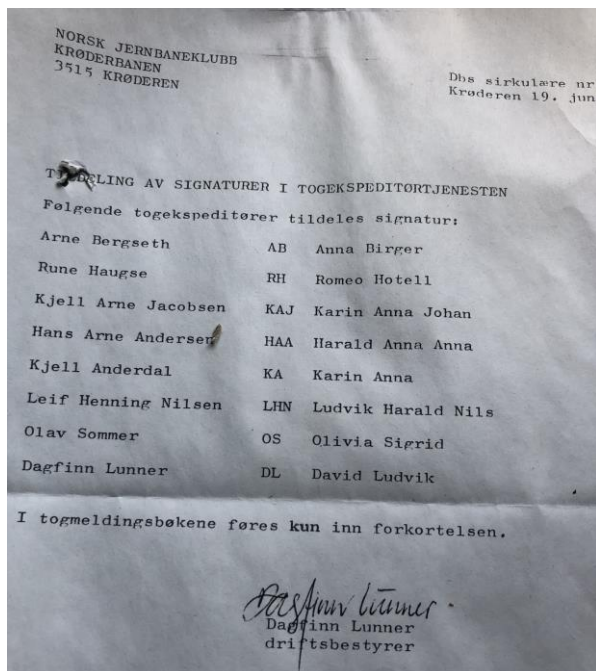 NORSK JERNBANEKLUBB
KRØDERBANEN
3515 KRØDEREN
Dbs sirkulære nr
Krøderen 19. jun
AV SIGNATURER I TOGEKSPEDITØRTJENESTEN
Følgende togekspeditører tildeles signatur:
Arne Bergseth AB Anna Birger
Rune Haugse RH Romeo Hotell
Kjell Arne Jacobsen KAJ Karin Anna Johan
Hans Arne Andersen HAA Harald Anna Anna
Kjell Anderdal KA Karin Anna
Leif Henning Nilsen LHN Ludvik Harald Nils
Olav Sommer OS Olivia Sigrid
Dagfinn Lunner DL David Ludvik
I togmeldingsbøkene føres kun inn forkortelsen.
Dagfinn Lunner
Dagfinn Lunner
driftsbestyrer